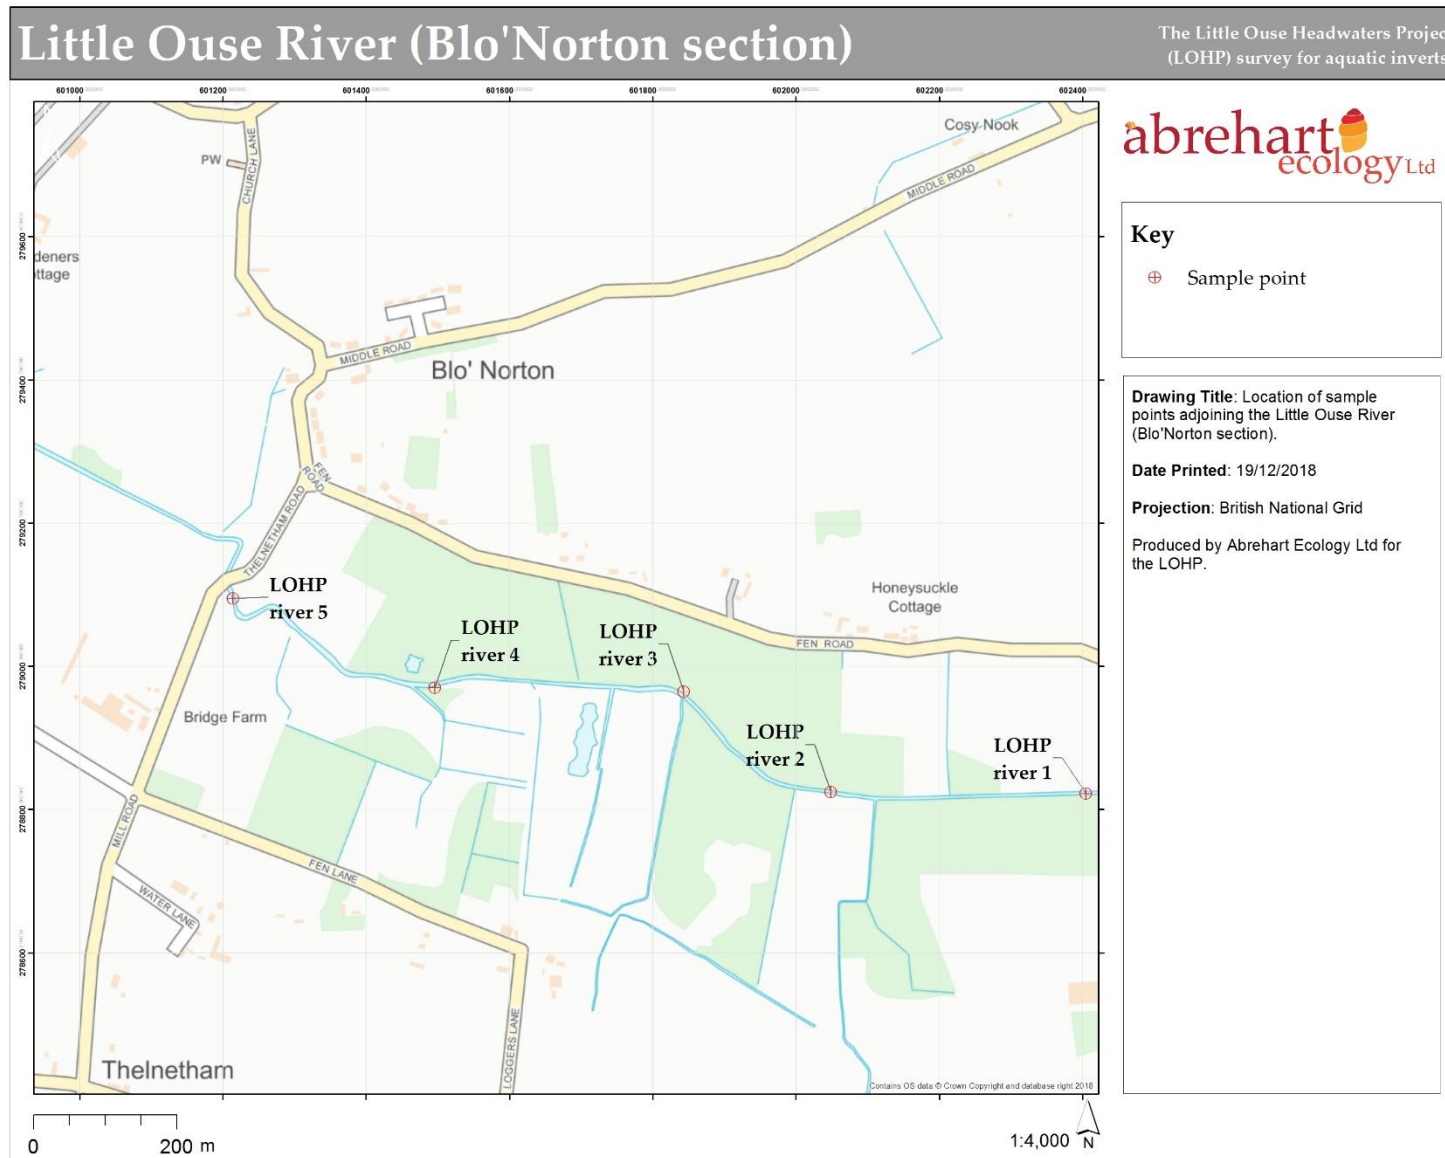 Little Ouse River (Blo'Norton section)
The Little Ouse Headwaters Projec
(LOHP) survey for aquatic inverts
601000
601200
601400
601600
601800
602000
602200
602400
279600
279400
279200
279000
278800
278600
Cosy Nook
PW
CHURCH LANE
MIDDLE ROAD
deners
ttage
MIDDLE ROAD
Blo' Norton
FEN
ROAD
THELNETHAM ROAD
Honeysuckle
Cottage
FEN ROAD
LOHP
river 5
LOHP
river 4
LOHP
river 3
LOHP
river 2
LOHP
river 1
Bridge Farm
MILL ROAD
FEN LANE
WATER LANE
LOGGERS LANE
Thelnetham
Contains OS data © Crown Copyright and database right 2018
0 200 m
1:4,000 N
abrehart
ecology Ltd
Key
Sample point
Drawing Title: Location of sample
points adjoining the Little Ouse River
(Blo'Norton section).
Date Printed: 19/12/2018
Projection: British National Grid
Produced by Abrehart Ecology Ltd for
the LOHP.